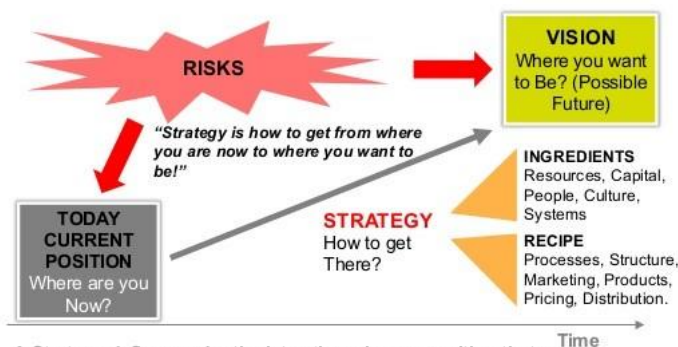 RISKS
VISION
Where you want
to Be? (Possible
Future)
“Strategy is how to get from where
you are now to where you want to
be!”
TODAY
CURRENT
POSITION
Where are you
Now?
STRATEGY
How to get
There?
INGREDIENTS
Resources, Capital,
People, Culture,
Systems
RECIPE
Processes, Structure,
Marketing, Products,
Pricing, Distribution.
Time